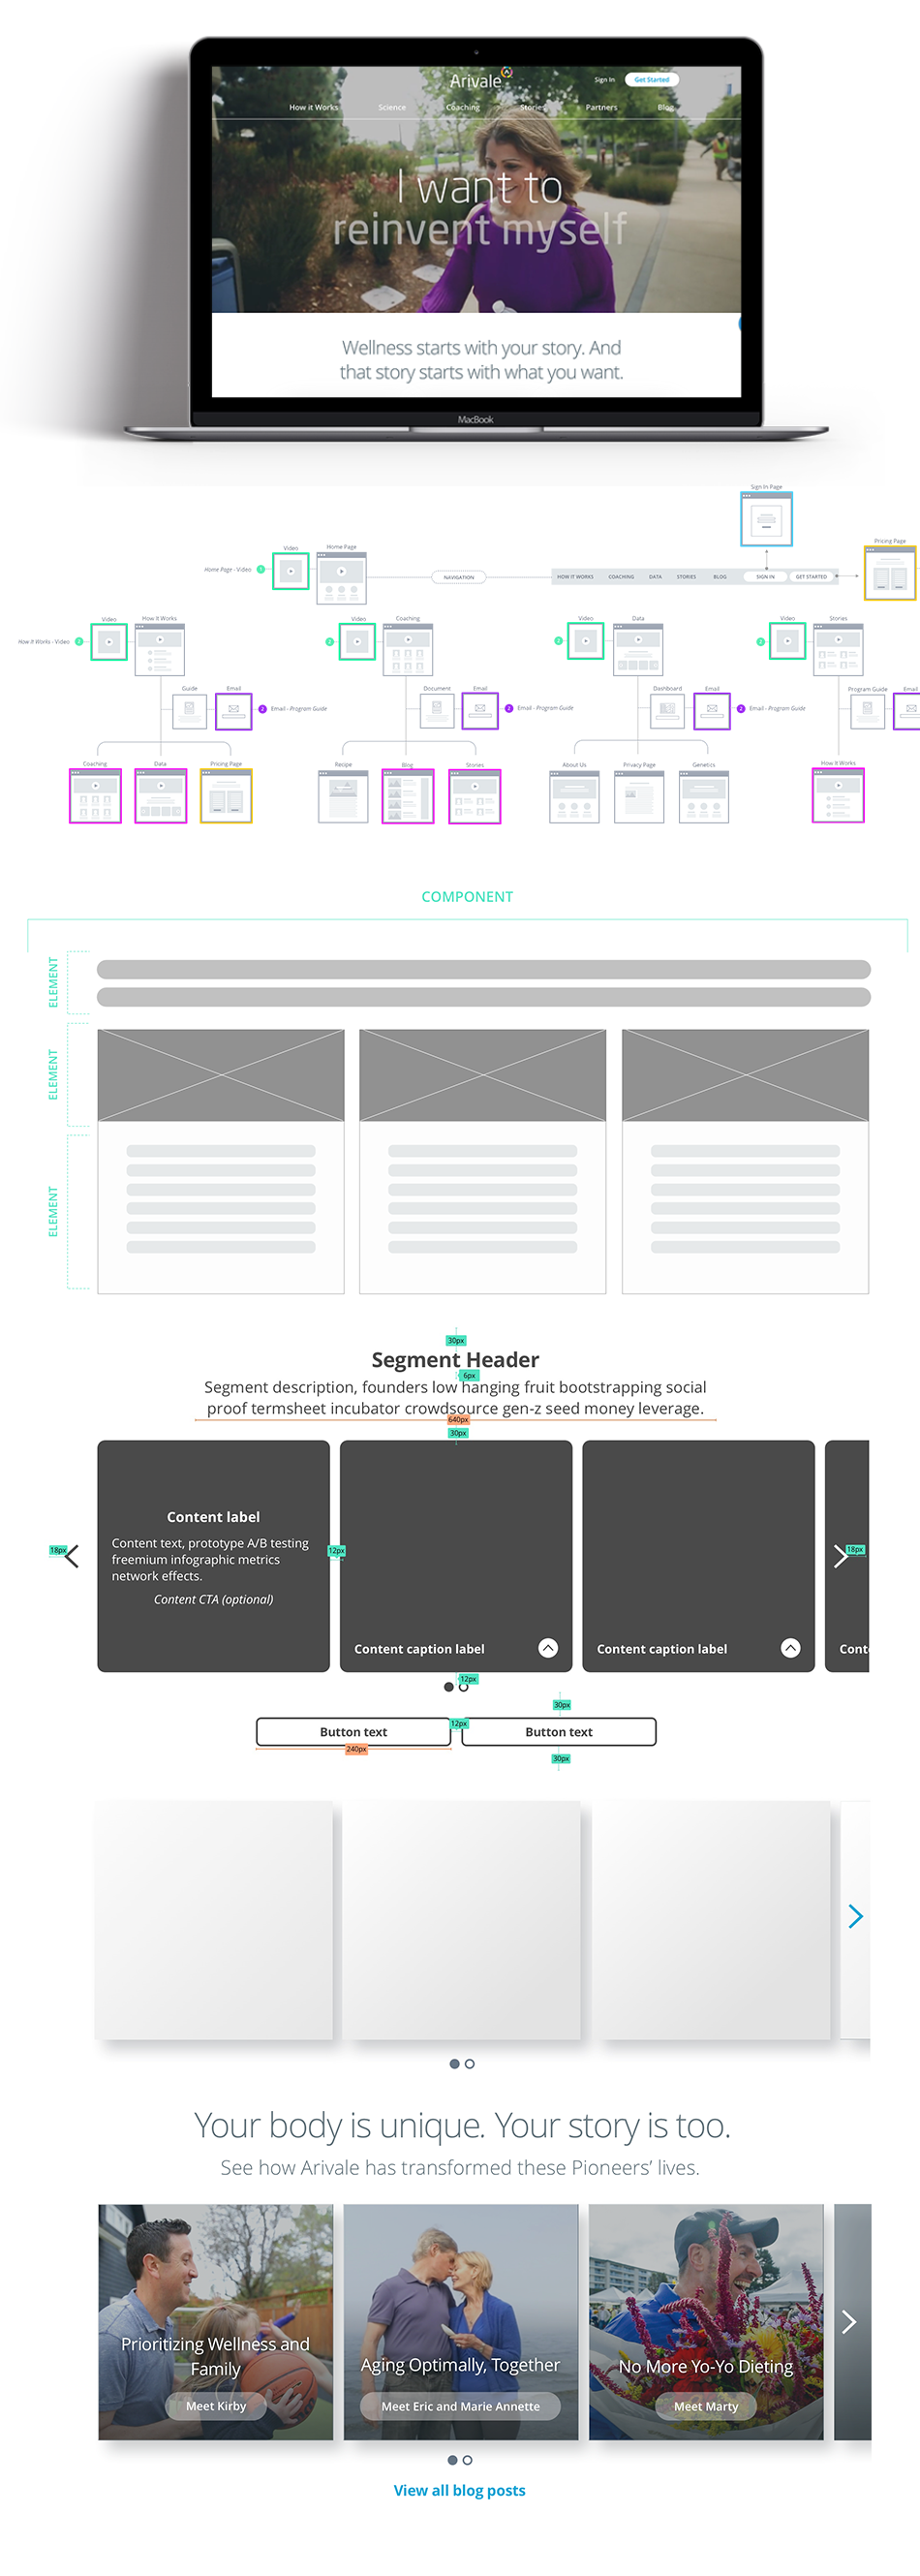 Arivale
Sign In
Get Started
How it Works
Science
Coaching
Stories
Partners
Blog
I want to
reinvent myself
Wellness starts with your story. And
that story starts with what you want.
MacBook
Sign In Page
Video
Home Page
Pricing Page
Home Page - Video
1
NAVIGATION
HOW IT WORKS
COACHING
DATA
STORIES
BLOG
SIGN IN
GET STARTED
Video
How It Works
Video
Coaching
Video
Data
Video
Stories
How It Works - Video
2
2
2
2
Guide
Email
Document
Email
Dashboard
Email
Program Guide
Email
2
Email - Program Guide
2
Email - Program Guide
2
Email - Program Guide
Coaching
Data
Pricing Page
Recipe
Blog
Stories
About Us
Privacy Page
Genetics
How It Works
COMPONENT
ELEMENT
ELEMENT
ELEMENT
30px
Segment Header
6px
Segment description, founders low hanging fruit bootstrapping social
proof termsheet incubator crowdsource gen-z seed money leverage.
640px
30px
Content label
Content text, prototype A/B testing
freemium infographic metrics
network effects.
Content CTA (optional)
18px
12px
18px
Content caption label
Content caption label
Conte
12px
30px
Button text
12px
Button text
240px
30px
Your body is unique. Your story is too.
See how Arivale has transformed these Pioneers' lives.
Prioritizing Wellness and
Family
Meet Kirby
Aging Optimally, Together
Meet Eric and Marie Annette
No More Yo-Yo Dieting
Meet Marty
View all blog posts